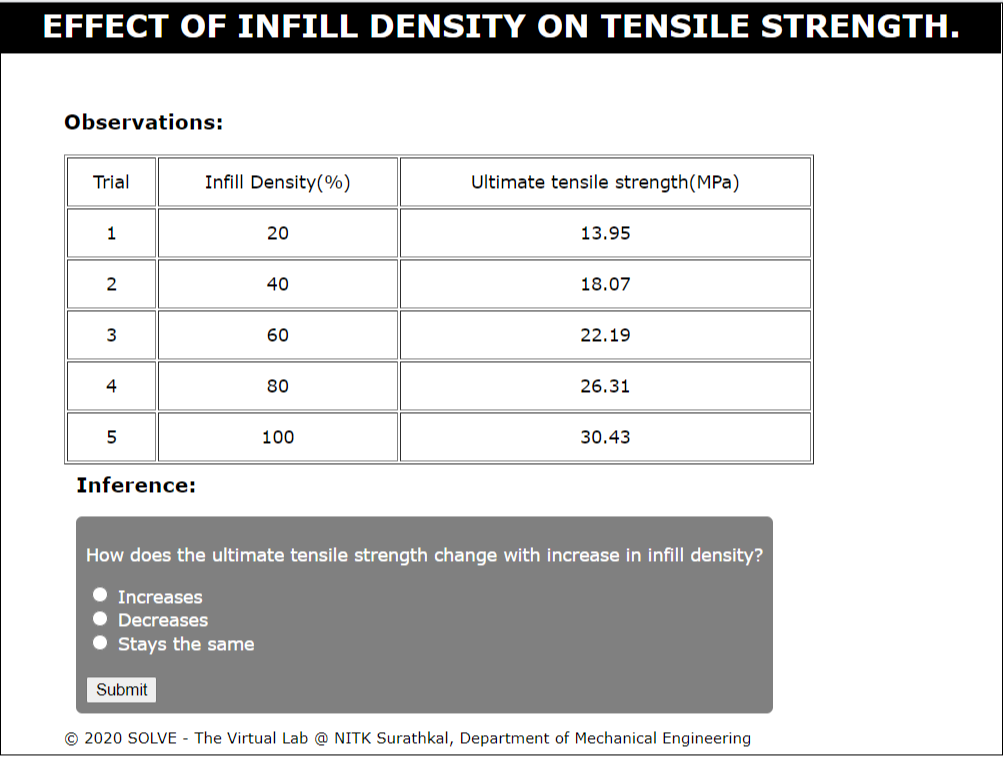 EFFECT OF INFILL DENSITY ON TENSILE STRENGTH.
Observations:
Trial Infill Density(%) Ultimate tensile strength(MPa)
1 20 13.95
2 40 18.07
3 60 22.19
4 80 26.31
5 100 30.43
Inference:
How does the ultimate tensile strength change with increase in infill density?
Increases
Decreases
Stays the same
Submit
© 2020 SOLVE - The Virtual Lab @ NITK Surathkal, Department of Mechanical Engineering